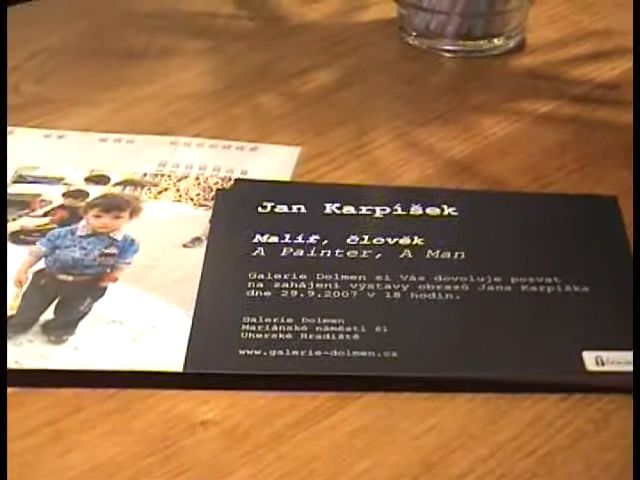 Jan Karpíšek
Malíř, člověk
A Painter, A Man
Galerie Dolmen si Vás dovoluje pozvat
na zahájení výstavy obrazů Jana Karpíška
dne 29.9.2007 v 18 hodin.
Galerie Dolmen
Mariánské náměstí 61
Uherské Hradiště
www.galerie-dolmen.cz